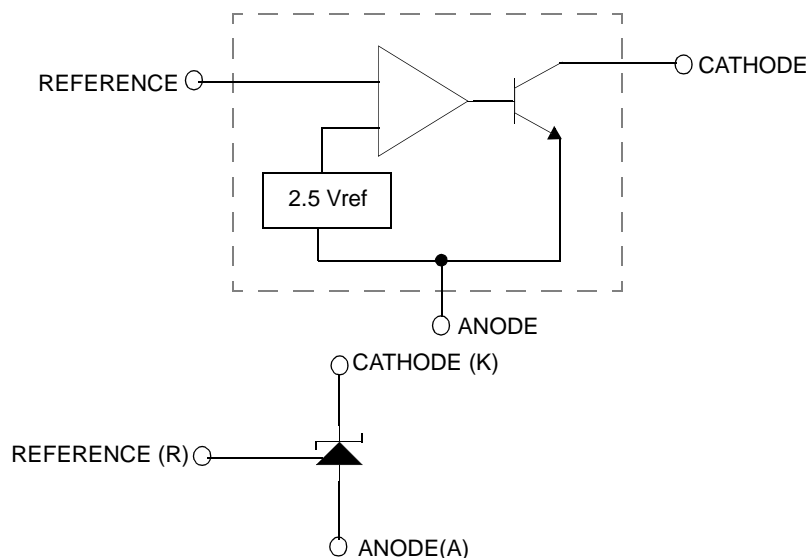 REFERENCE
CATHODE
2.5 Vref
ANODE
CATHODE (K)
REFERENCE (R)
ANODE(A)